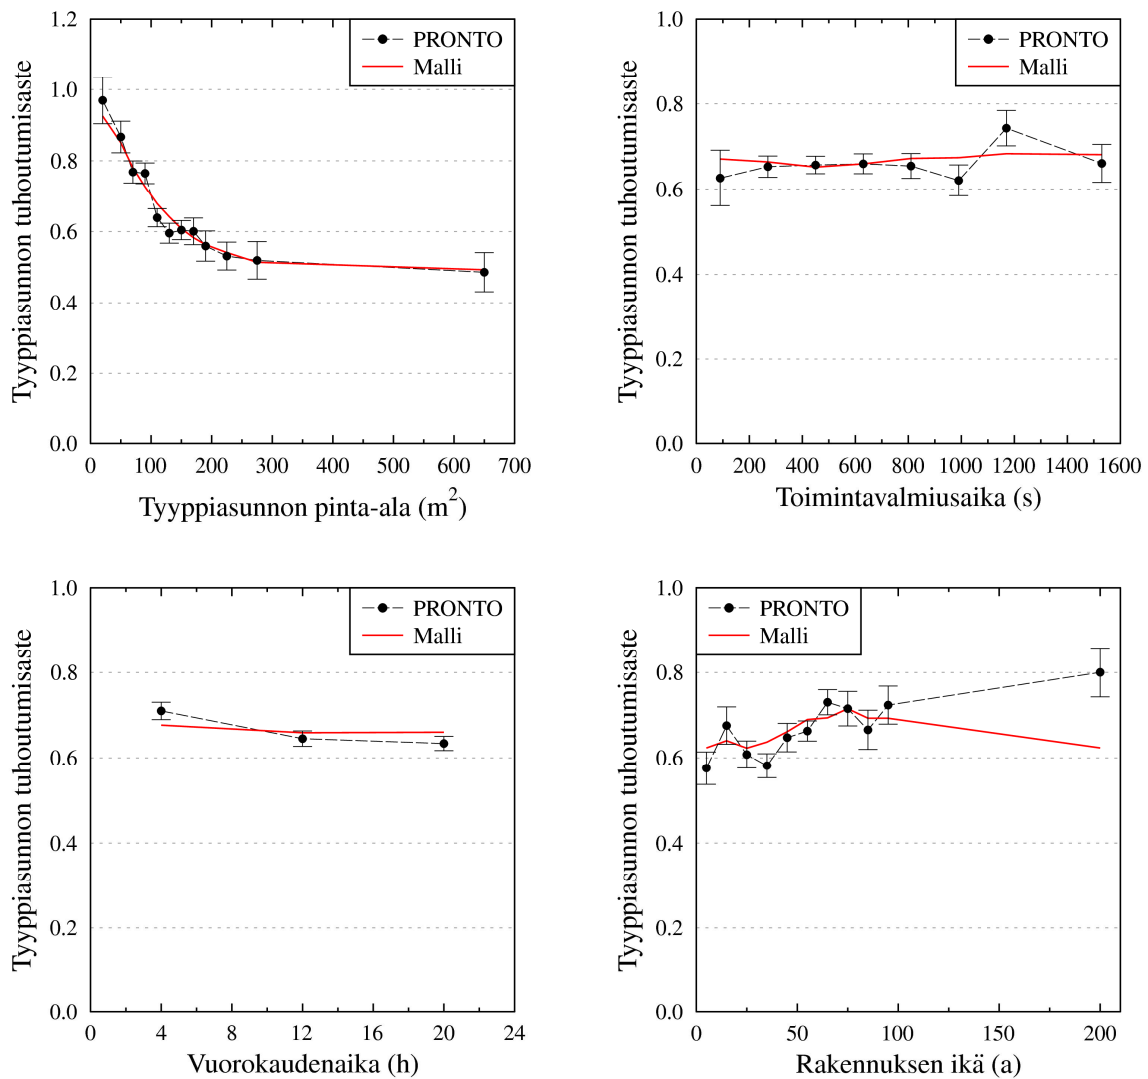 1.2
1.0
0.8
0.6
0.4
0.2
0.0
Tyyppiasunnon tuhoutumisaste
PRONTO
Malli
0 100 200 300 400 500 600 700
Tyyppiasunnon pinta-ala (m²)
1.0
0.8
0.6
0.4
0.2
0.0
Tyyppiasunnon tuhoutumisaste
PRONTO
Malli
200 400 600 800 1000 1200 1400 1600
Toimintavalmiusaika (s)
1.0
0.8
0.6
0.4
0.2
0.0
Tyyppiasunnon tuhoutumisaste
PRONTO
Malli
0 4 8 12 16 20 24
Vuorokaudenaika (h)
1.0
0.8
0.6
0.4
0.2
0.0
Tyyppiasunnon tuhoutumisaste
PRONTO
Malli
0 50 100 150 200
Rakennuksen ikä (a)